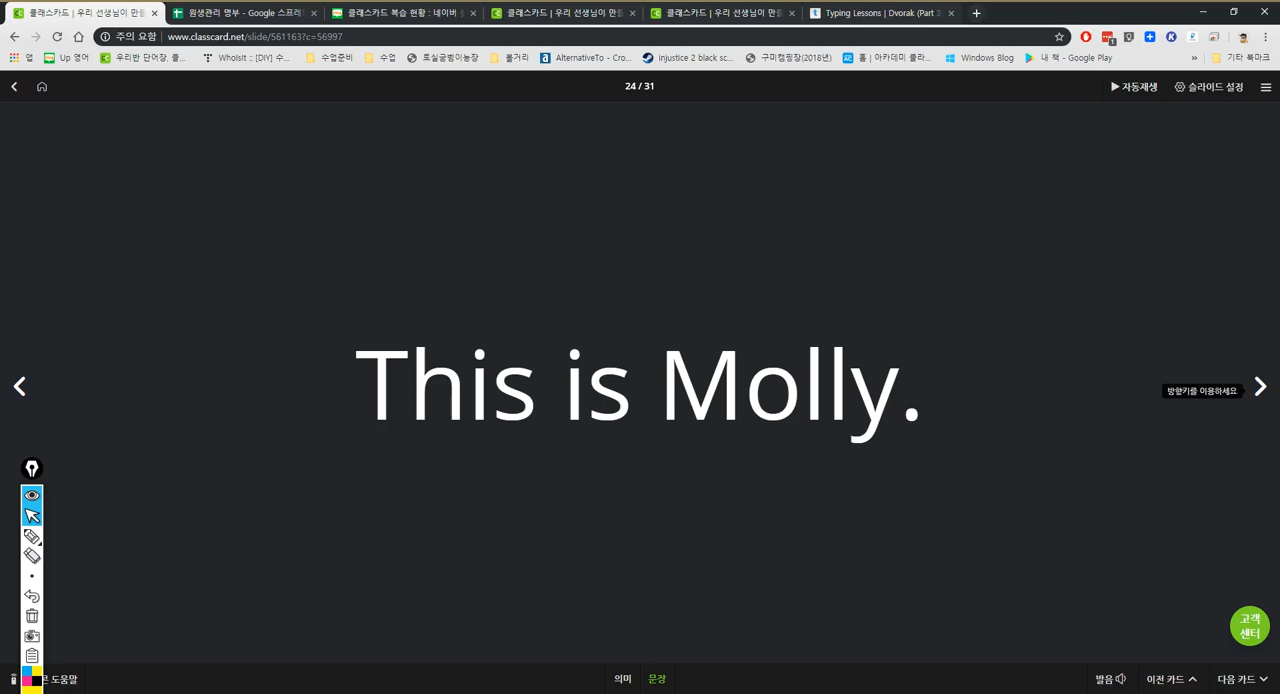 클래스카드 | 우리 선생님이 만든
원생관리 명부 - Google 스프레
클래스카드 복습 현황 : 네이버
클래스카드 | 우리 선생님이 만든
클래스카드 | 우리 선생님이 만든
Typing Lessons | Dvorak (Part 3
주의 요함 | www.classcard.net/slide/561163?c=56997
앱
Up 영어
우리반 단어장, 클...
WhoIst :: [DIY] 수...
수업준비
수업
토실굼벵이농장
볼거리
AlternativeTo - Cro...
injustice 2 black sc...
구미캠핑장(2018년)
홈 | 아카데미 클라...
Windows Blog
내 책 - Google Play
»
기타 북마크
24 / 31
자동재생
슬라이드 설정
This is Molly.
방향키를 이용하세요
고객
센터
도움말
의미
문장
발음
이전 카드
다음 카드